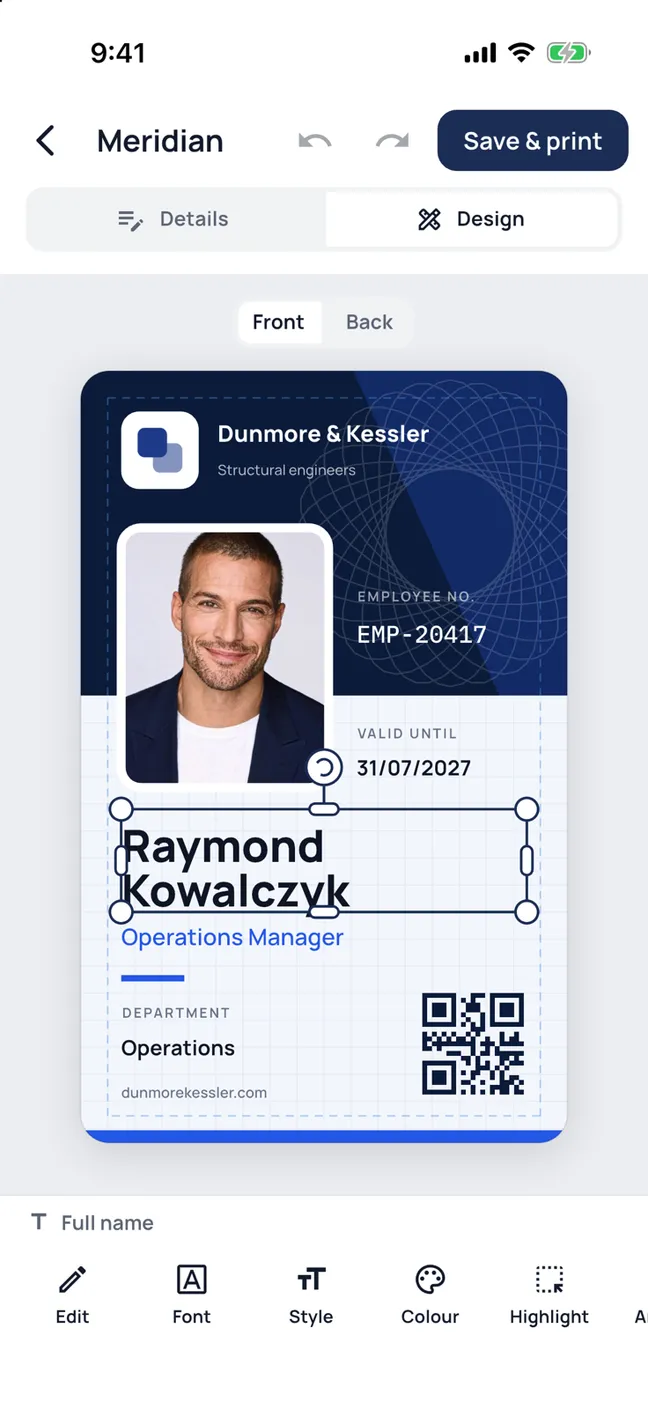 9:41
Meridian
Save & print
Details
Design
Front
Back
Dunmore & Kessler
Structural engineers
EMPLOYEE NO.
EMP-20417
VALID UNTIL
31/07/2027
Raymond
Kowalczyk
Operations Manager
DEPARTMENT
Operations
dunmorekessler.com
T Full name
Edit
Font
Style
Colour
Highlight